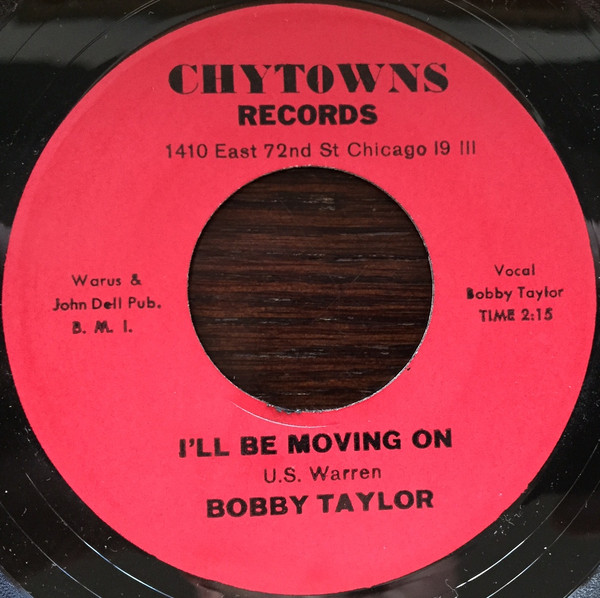 CHYTOWNS
RECORDS
1410 East 72nd St Chicago 19 Ill
Warus &
John Dell Pub.
B. M. I.
Vocal
Bobby Taylor
TIME 2:15
I'LL BE MOVING ON
U.S. Warren
BOBBY TAYLOR